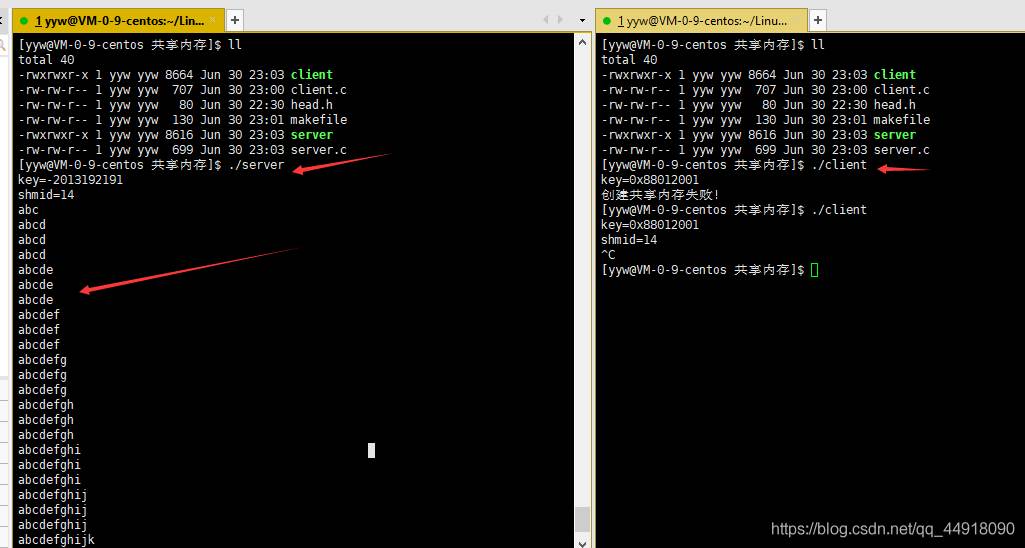 1 yyw@VM-0-9-centos:~/Lin...
[yyw@VM-0-9-centos 共享内存]$ ll
total 40
-rwxrwxr-x 1 yyw yyw 8664 Jun 30 23:03 client
-rw-rw-r-- 1 yyw yyw  707 Jun 30 23:00 client.c
-rw-rw-r-- 1 yyw yyw   80 Jun 30 22:30 head.h
-rw-rw-r-- 1 yyw yyw  130 Jun 30 23:01 makefile
-rwxrwxr-x 1 yyw yyw 8616 Jun 30 23:03 server
-rw-rw-r-- 1 yyw yyw  699 Jun 30 23:03 server.c
[yyw@VM-0-9-centos 共享内存]$ ./server
key=-2013192191
shmid=14
abc
abcd
abcd
abcd
abcde
abcde
abcde
abcdef
abcdef
abcdef
abcdefg
abcdefg
abcdefg
abcdefgh
abcdefgh
abcdefgh
abcdefghi
abcdefghi
abcdefghi
abcdefghij
abcdefghij
abcdefghij
abcdefghijk
1 yyw@VM-0-9-centos:~/Linu...
[yyw@VM-0-9-centos 共享内存]$ ll
total 40
-rwxrwxr-x 1 yyw yyw 8664 Jun 30 23:03 client
-rw-rw-r-- 1 yyw yyw  707 Jun 30 23:00 client.c
-rw-rw-r-- 1 yyw yyw   80 Jun 30 22:30 head.h
-rw-rw-r-- 1 yyw yyw  130 Jun 30 23:01 makefile
-rwxrwxr-x 1 yyw yyw 8616 Jun 30 23:03 server
-rw-rw-r-- 1 yyw yyw  699 Jun 30 23:03 server.c
[yyw@VM-0-9-centos 共享内存]$ ./client
key=0x88012001
创建共享内存失败!
[yyw@VM-0-9-centos 共享内存]$ ./client
key=0x88012001
shmid=14
^C
[yyw@VM-0-9-centos 共享内存]$
https://blog.csdn.net/qq_44918090